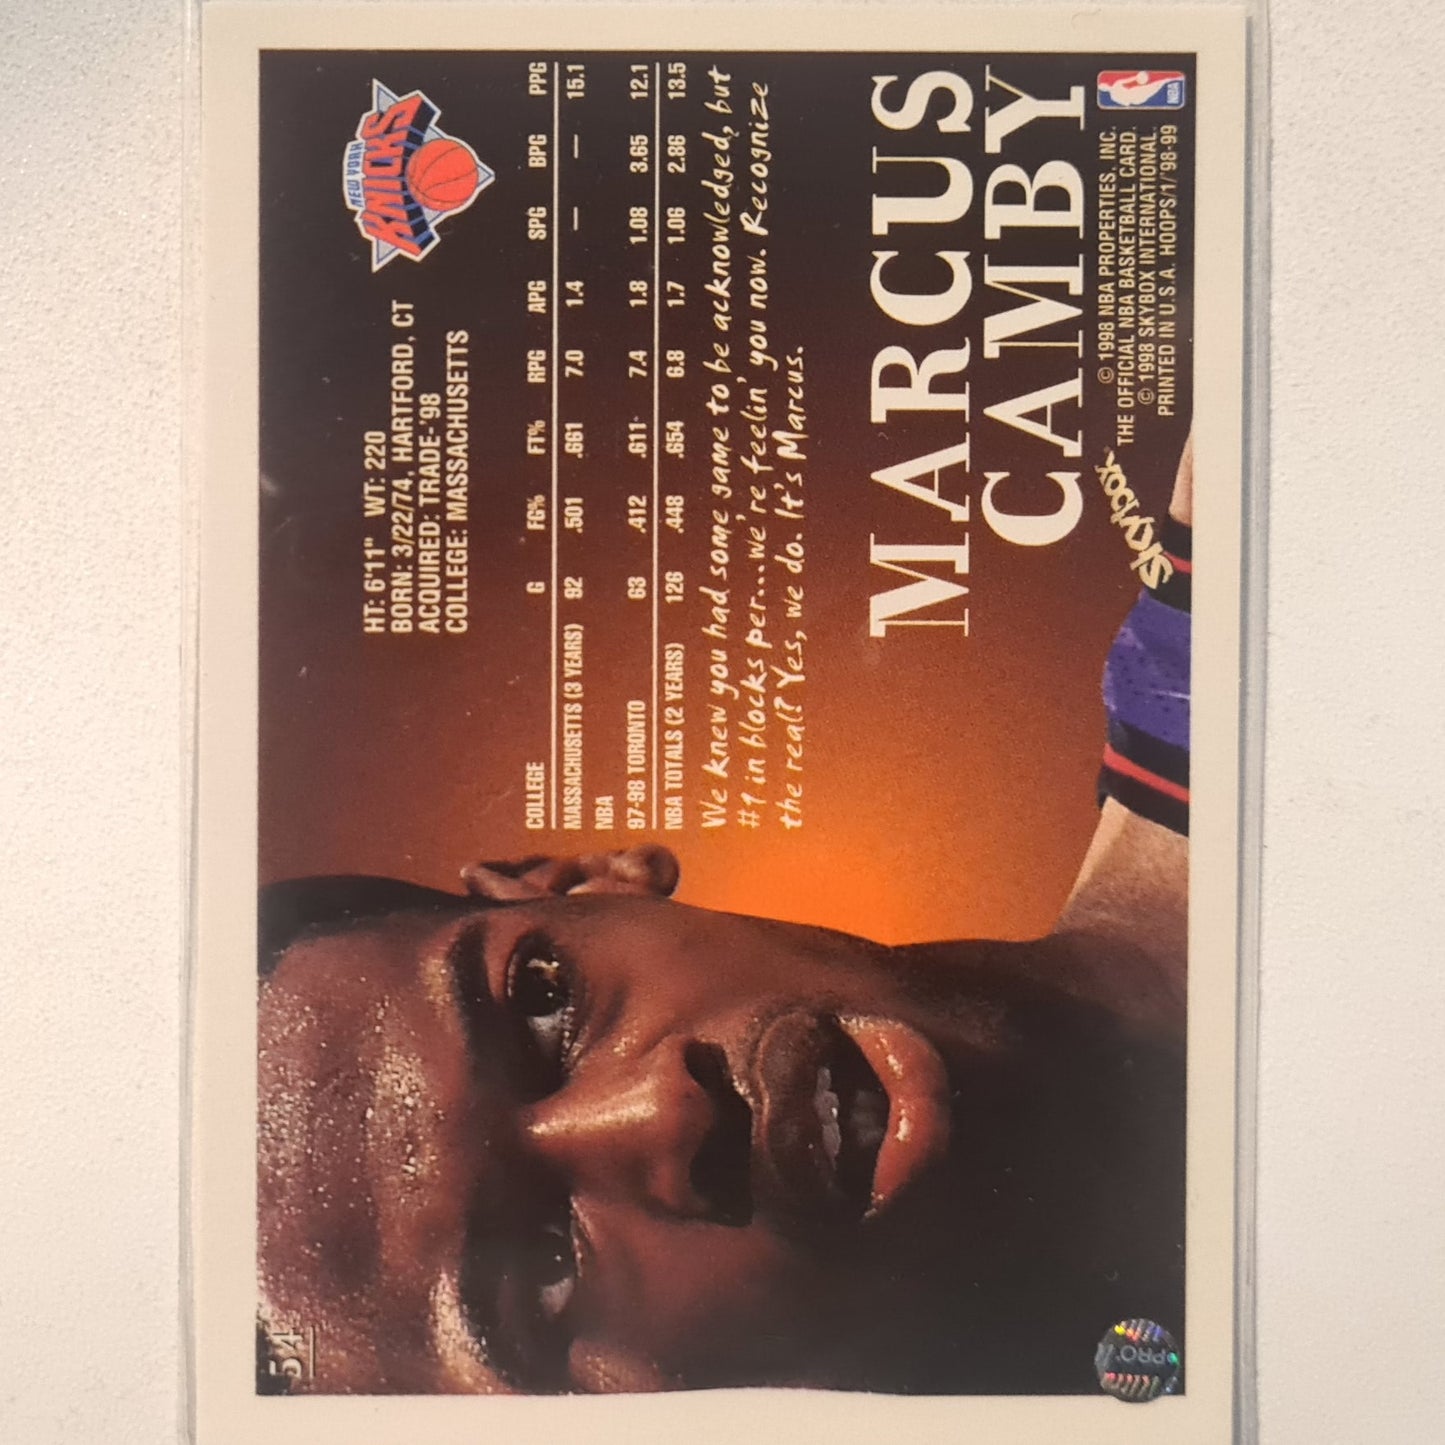 54
NEW YORK
KNICKS
HT: 6'11" WT: 220
BORN: 3/22/74, HARTFORD, CT
ACQUIRED: TRADE-'98
COLLEGE: MASSACHUSETTS
COLLEGE G FG% FT% RPG APG SPG BPG PPG
MASSACHUSETTS (3 YEARS) 92 .501 .661 7.0 1.4 — — 15.1
NBA
97-98 TORONTO 63 .412 .611 7.4 1.8 1.08 3.65 12.1
NBA TOTALS (2 YEARS) 126 .448 .654 6.8 1.7 1.06 2.86 13.5
We knew you had some game to be acknowledged, but
#1 in blocks per...we're feelin' you now. Recognize
the real? Yes, we do. It's Marcus.
MARCUS
CAMBY
SkyBox™
NBA
© 1998 NBA PROPERTIES, INC.
THE OFFICIAL NBA BASKETBALL CARD.
© 1998 SKYBOX INTERNATIONAL.
PRINTED IN U.S.A. HOOPS/1/'98-99
PRO